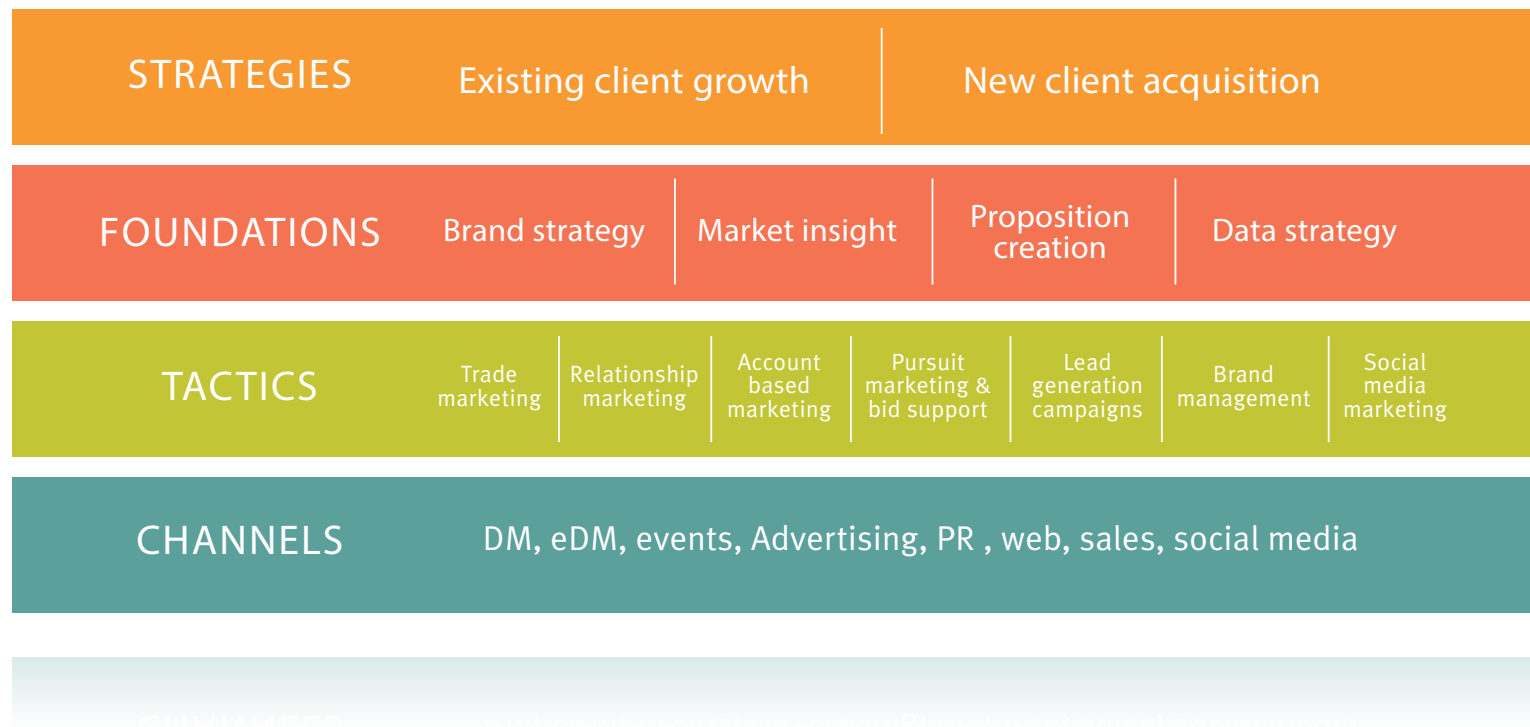 STRATEGIES
Existing client growth
New client acquisition
FOUNDATIONS
Brand strategy
Market insight
Proposition
creation
Data strategy
TACTICS
Trade
marketing
Relationship
marketing
Account
based
marketing
Pursuit
marketing &
bid support
Lead
generation
campaigns
Brand
management
Social
media
marketing
CHANNELS
DM, eDM, events, Advertising, PR , web, sales, social media